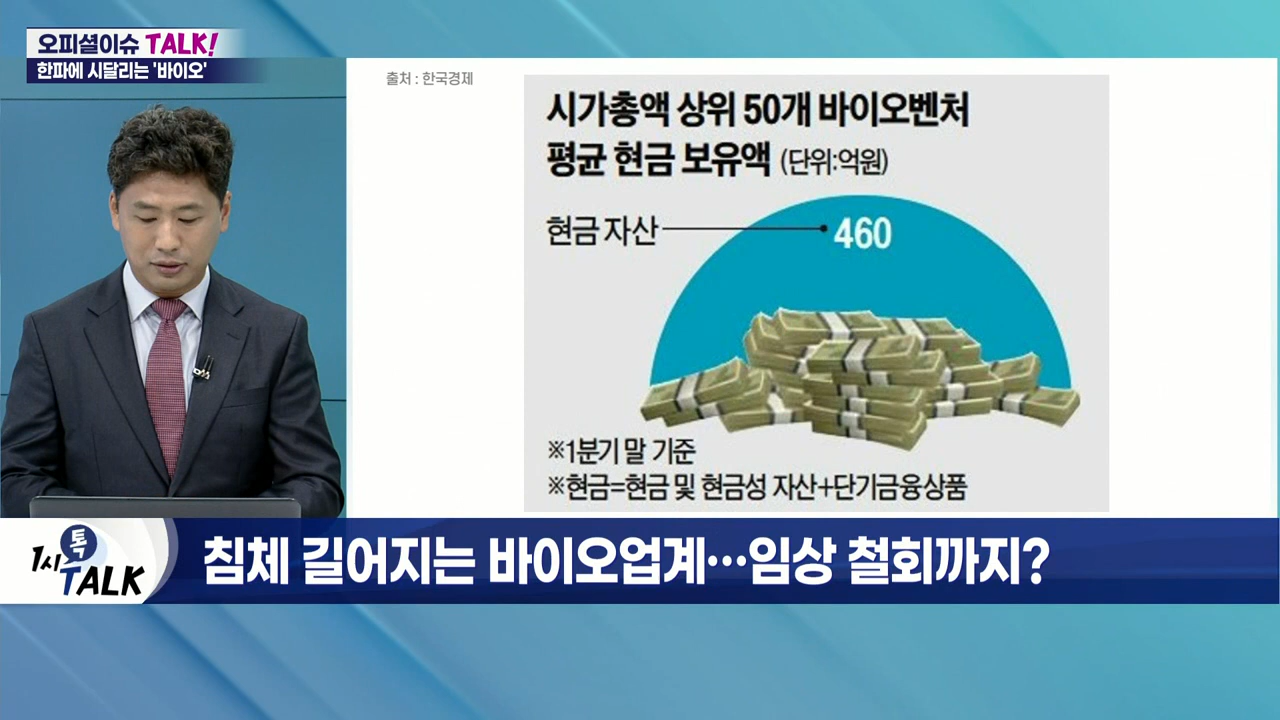 오피셜이슈 TALK!
한파에 시달리는 '바이오'
출처 : 한국경제
시가총액 상위 50개 바이오벤처
평균 현금 보유액 (단위:억원)
현금 자산
460
※1분기 말 기준
※현금=현금 및 현금성 자산+단기금융상품
1시 톡
TALK
침체 길어지는 바이오업계…임상 철회까지?